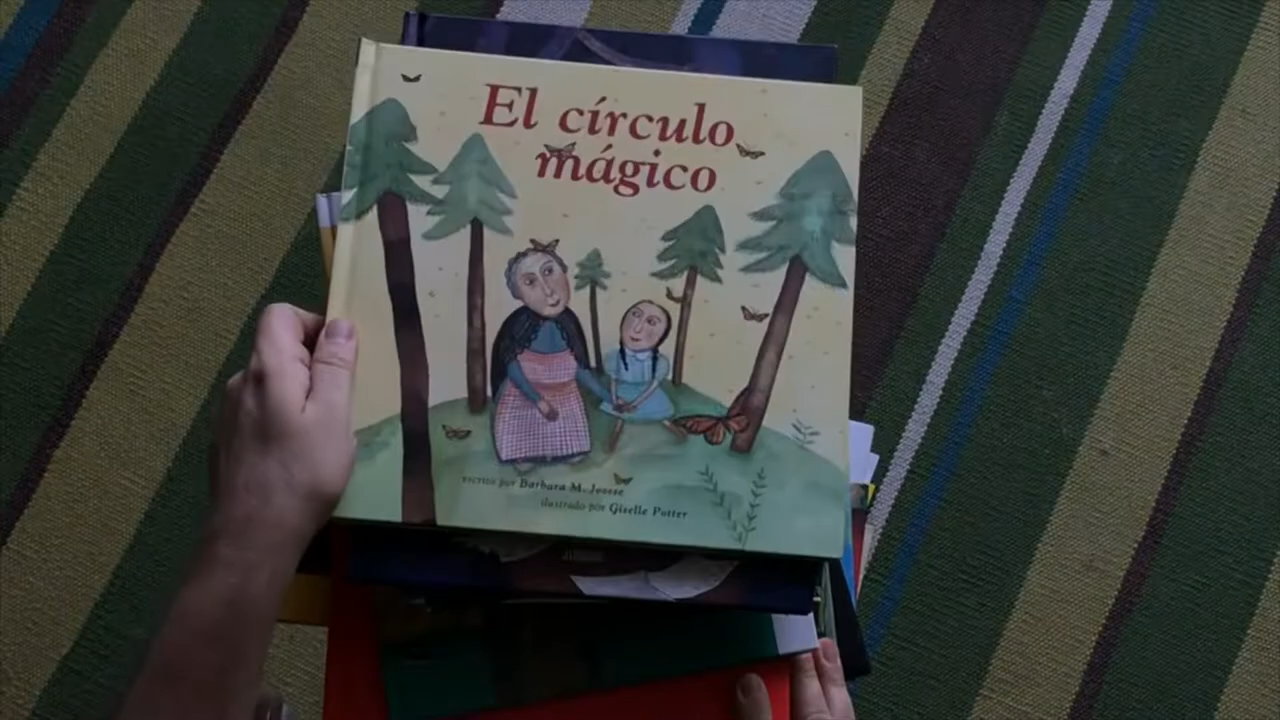 El círculo
mágico
escrito por Barbara M. Joosse
ilustrado por Giselle Potter